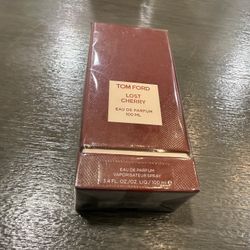 TOM FORD
LOST
CHERRY
EAU DE PARFUM
100 ML
EAU DE PARFUM
VAPORISATEUR SPRAY
3.4 FL.OZ./OZ. LIQ/100 ml ℮